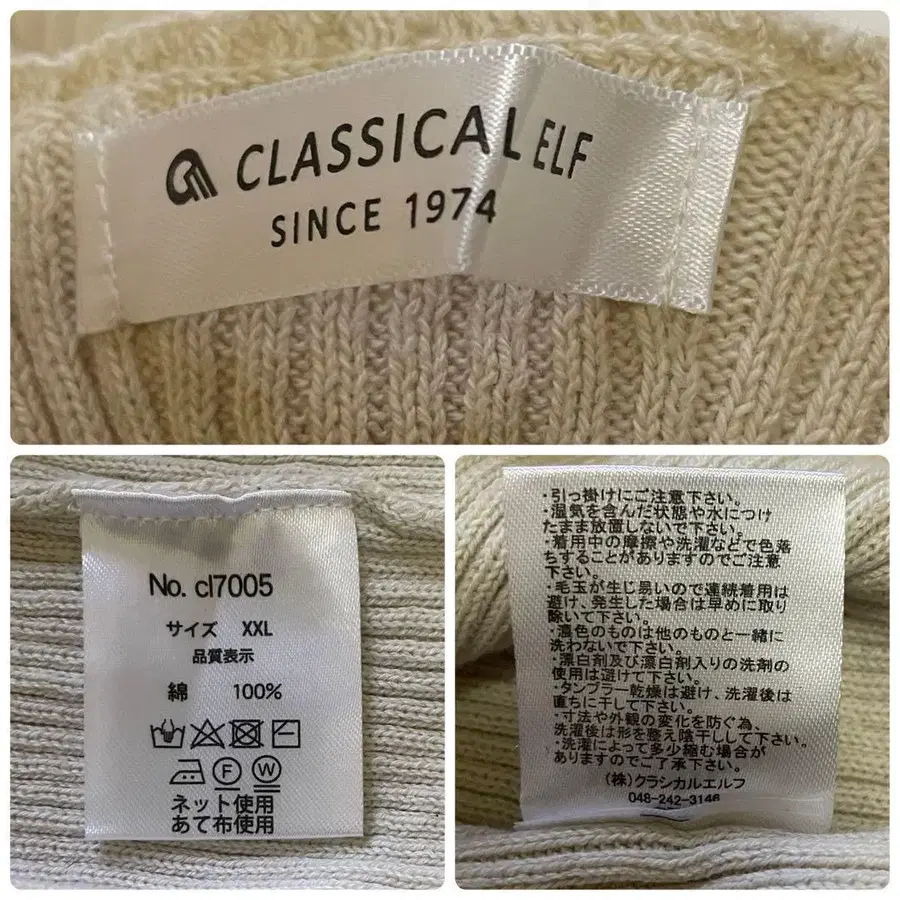 CLASSICAL ELF
SINCE 1974
No. cl7005
サイズ XXL
品質表示
綿 100%
F W
ネット使用
あて布使用
・引っ掛けにご注意下さい。
・湿気を含んだ状態や水につけ
たまま放置しないで下さい。
・着用中の摩擦や洗濯などで色落
ちすることがありますのでご注意
下さい。
・毛玉が生じ易いので連続着用は
避け、発生した場合は早めに取り
除いて下さい。
・濃色のものは他のものと一緒に
洗わないで下さい。
・漂白剤及び漂白剤入りの洗剤の
使用は避けて下さい。
・タンブラー乾燥は避け、洗濯後は
直ちに干して下さい。
・寸法や外観の変化を防ぐ為、
洗濯後は形を整え陰干しして下さい。
・洗濯によって多少縮む場合が
ありますのでご了承下さい。
(株)クラシカルエルフ
048-242-3146